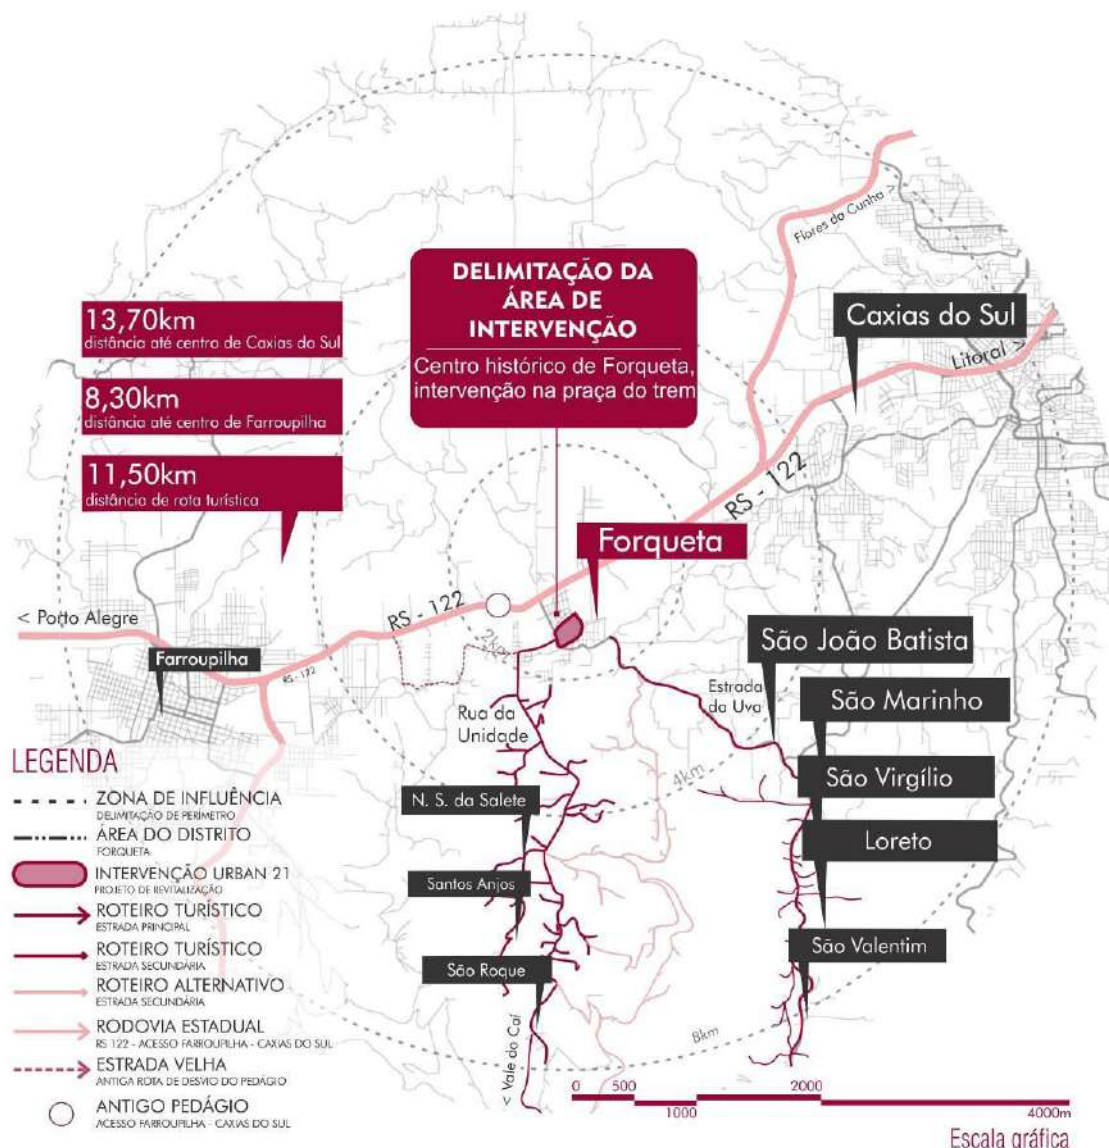 DELIMITAÇÃO DA
ÁREA DE
INTERVENÇÃO
Centro histórico de Forqueta,
intervenção na praça do trem
13,70km
distância até centro de Caxias do Sul
8,30km
distância até centro de Farroupilha
11,50km
distância de rota turística
Flores da Cunha >
Caxias do Sul
Litoral >
RS - 122
Forqueta
RS - 122
< Porto Alegre
Farroupilha
RS - 122
2km
São João Batista
Estrada
da Uva
São Marinho
Rua da
Unidade
São Virgílio
4km
N. S. da Salete
Loreto
Santos Anjos
São Valentim
São Roque
8km
< Vale do Caí
LEGENDA
ZONA DE INFLUÊNCIA
DELIMITAÇÃO DE PERÍMETRO
ÁREA DO DISTRITO
FORQUETA
INTERVENÇÃO URBAN 21
PROJETO DE REVITALIZAÇÃO
ROTEIRO TURÍSTICO
ESTRADA PRINCIPAL
ROTEIRO TURÍSTICO
ESTRADA SECUNDÁRIA
ROTEIRO ALTERNATIVO
ESTRADA SECUNDÁRIA
RODOVIA ESTADUAL
RS 122 - ACESSO FARROUPILHA - CAXIAS DO SUL
ESTRADA VELHA
ANTIGA ROTA DE DESVIO DO PEDÁGIO
ANTIGO PEDÁGIO
ACESSO FARROUPILHA - CAXIAS DO SUL
0 500 2000
1000 4000m
Escala gráfica